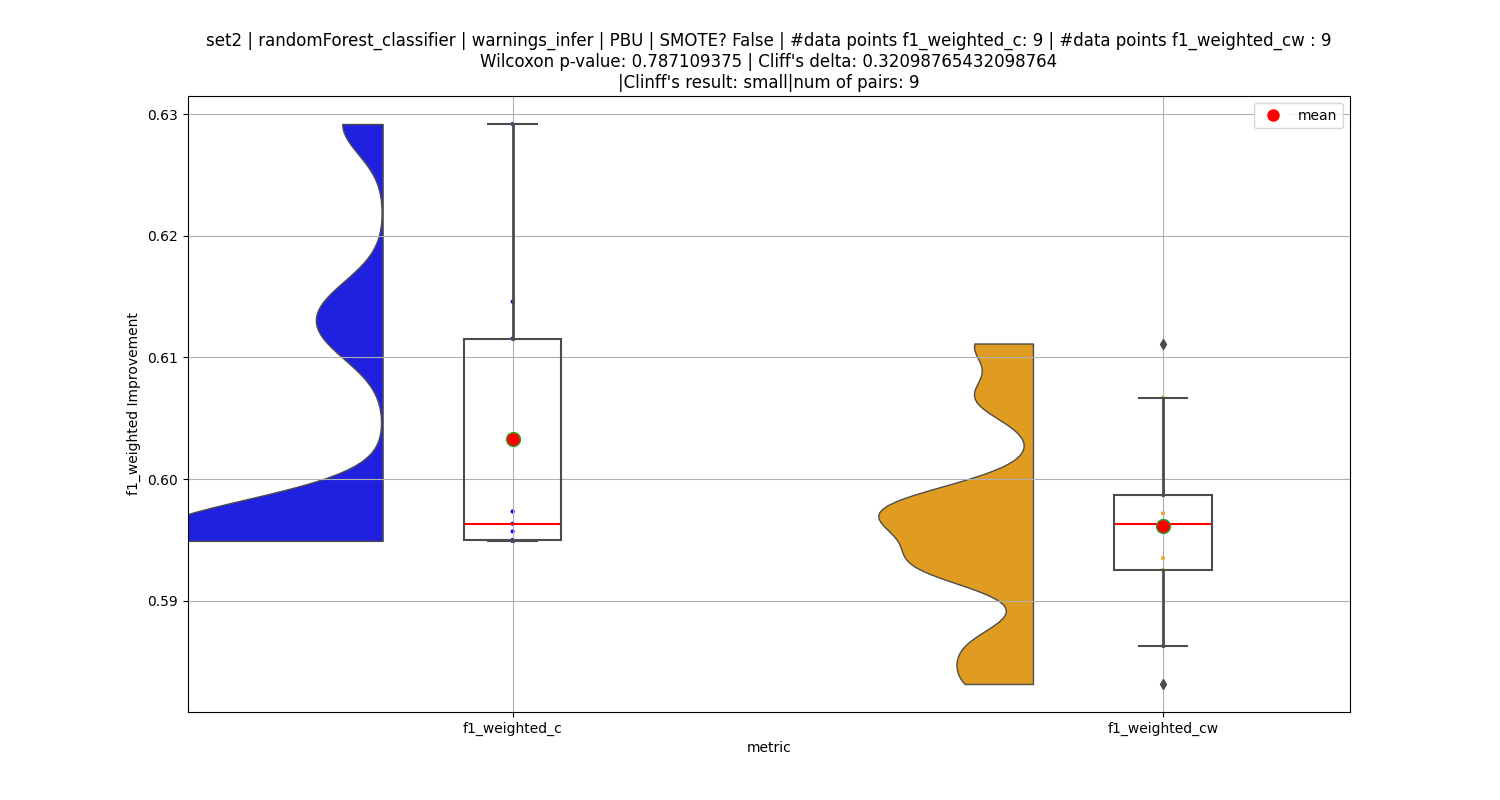 set2 | randomForest_classifier | warnings_infer | PBU | SMOTE? False | #data points f1_weighted_c: 9 | #data points f1_weighted_cw : 9
Wilcoxon p-value: 0.787109375 | Cliff's delta: 0.32098765432098764
|Clinff's result: small|num of pairs: 9
mean
0.63
0.62
0.61
0.60
0.59
f1_weighted Improvement
f1_weighted_c
f1_weighted_cw
metric